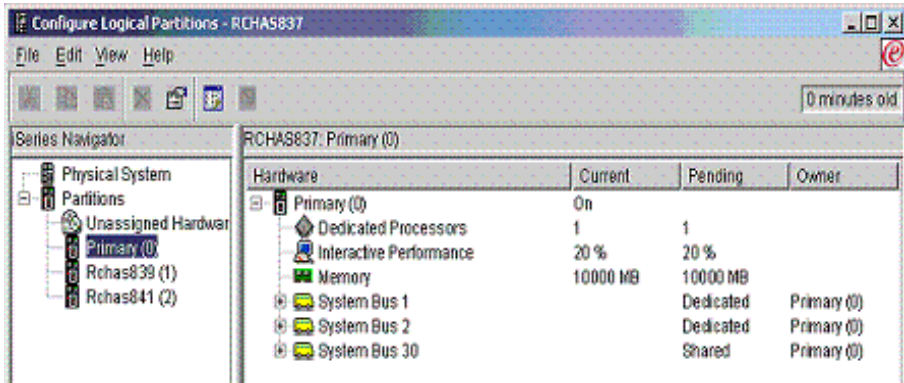 Configure Logical Partitions - RCHAS837
File Edit View Help
0 minutes old
iSeries Navigator
RCHAS837: Primary (0)
Physical System
Partitions
Unassigned Hardwar
Primary (0)
Rchas839 (1)
Rchas841 (2)
Hardware Current Pending Owner
Primary (0) On
Dedicated Processors 1 1
Interactive Performance 20 % 20 %
Memory 10000 MB 10000 MB
System Bus 1 Dedicated Primary (0)
System Bus 2 Dedicated Primary (0)
System Bus 30 Shared Primary (0)